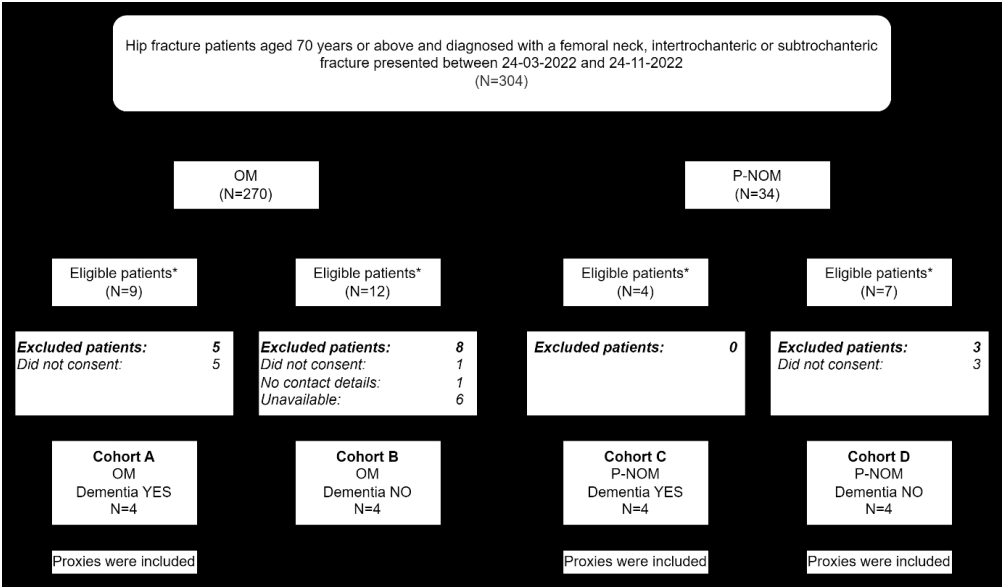 Hip fracture patients aged 70 years or above and diagnosed with a femoral neck, intertrochanteric or subtrochanteric
fracture presented between 24-03-2022 and 24-11-2022
(N=304)
OM
(N=270)
P-NOM
(N=34)
Eligible patients*
(N=9)
Eligible patients*
(N=12)
Eligible patients*
(N=4)
Eligible patients*
(N=7)
Excluded patients: 5
Did not consent: 5
Excluded patients: 8
Did not consent: 1
No contact details: 1
Unavailable: 6
Excluded patients: 0
Excluded patients: 3
Did not consent: 3
Cohort A
OM
Dementia YES
N=4
Cohort B
OM
Dementia NO
N=4
Cohort C
P-NOM
Dementia YES
N=4
Cohort D
P-NOM
Dementia NO
N=4
Proxies were included
Proxies were included
Proxies were included